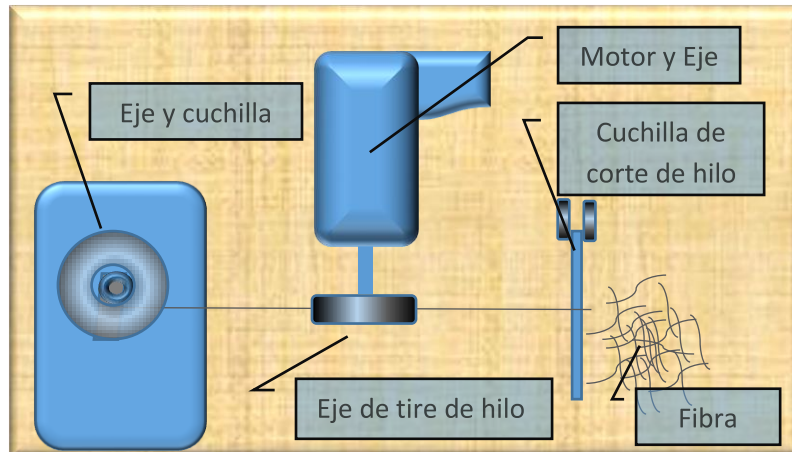 Motor y Eje
Eje y cuchilla
Cuchilla de
corte de hilo
Eje de tire de hilo
Fibra